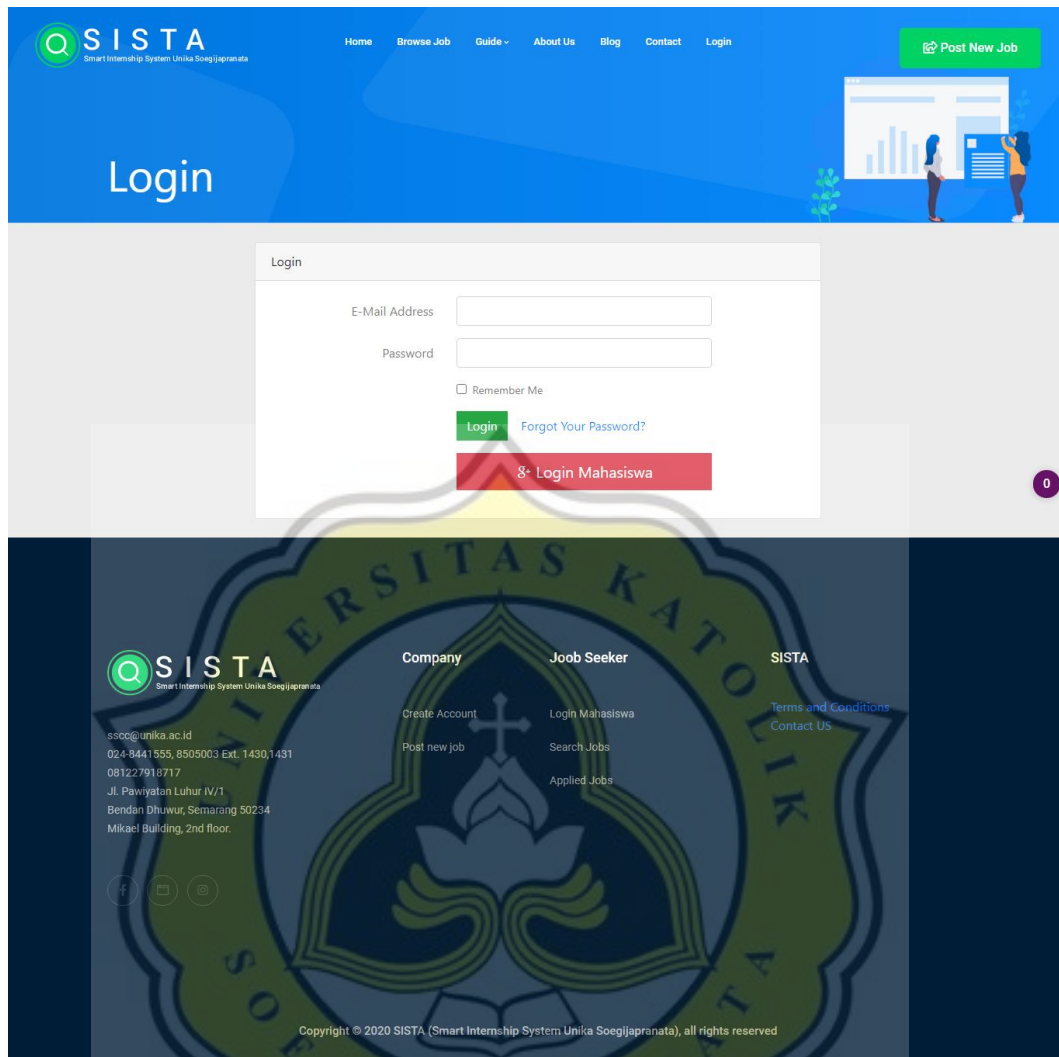 SISTA
Smart Internship System Unika Soegijapranata
Home Browse Job Guide About Us Blog Contact Login
Post New Job
Login
Login
E-Mail Address
Password
Remember Me
Login Forgot Your Password?
g+ Login Mahasiswa
0
UNIVERSITAS KATOLIK
SOEGIJAPRANATA
SISTA
Smart Internship System Unika Soegijapranata
sscc@unika.ac.id
024-8441555, 8505003 Ext. 1430,1431
081227918717
Jl. Pawiyatan Luhur IV/1
Bendan Dhuwur, Semarang 50234
Mikael Building, 2nd floor.
Company
Create Account
Post new job
Joob Seeker
Login Mahasiswa
Search Jobs
Applied Jobs
SISTA
Terms and Conditions
Contact US
Copyright © 2020 SISTA (Smart Internship System Unika Soegijapranata), all rights reserved